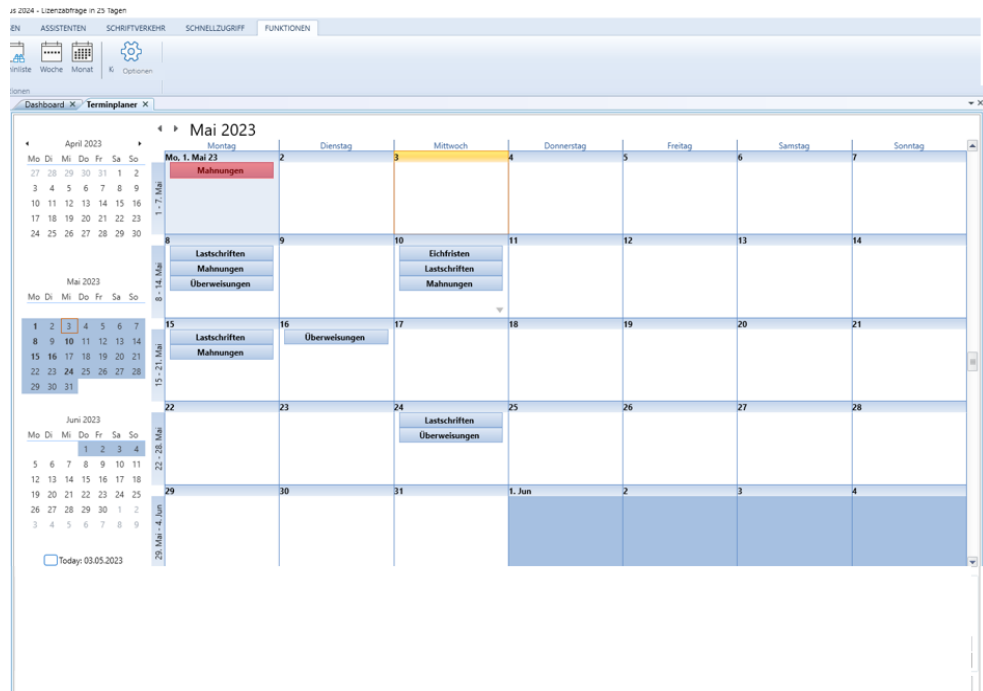 us 2024 - Lizenzabfrage in 25 Tagen
EN ASSISTENTEN SCHRIFTVERKEHR SCHNELLZUGRIFF FUNKTIONEN
ninliste Woche Monat K Optionen
ionen
Dashboard X Terminplaner X
Mai 2023
April 2023
Mo Di Mi Do Fr Sa So
27 28 29 30 31 1 2
3 4 5 6 7 8 9
10 11 12 13 14 15 16
17 18 19 20 21 22 23
24 25 26 27 28 29 30
Mai 2023
Mo Di Mi Do Fr Sa So
1 2 3 4 5 6 7
8 9 10 11 12 13 14
15 16 17 18 19 20 21
22 23 24 25 26 27 28
29 30 31
Juni 2023
Mo Di Mi Do Fr Sa So
1 2 3 4
5 6 7 8 9 10 11
12 13 14 15 16 17 18
19 20 21 22 23 24 25
26 27 28 29 30 1 2
3 4 5 6 7 8 9
Today: 03.05.2023
Montag Dienstag Mittwoch Donnerstag Freitag Samstag Sonntag
1 - 7. Mai
Mo, 1. Mai 23 2 3 4 5 6 7
Mahnungen
8 - 14. Mai
8 9 10 11 12 13 14
Lastschriften Eichfristen
Mahnungen Lastschriften
Überweisungen Mahnungen
15 - 21. Mai
15 16 17 18 19 20 21
Lastschriften Überweisungen
Mahnungen
22 - 28. Mai
22 23 24 25 26 27 28
Lastschriften
Überweisungen
29. Mai - 4. Jun
29 30 31 1. Jun 2 3 4